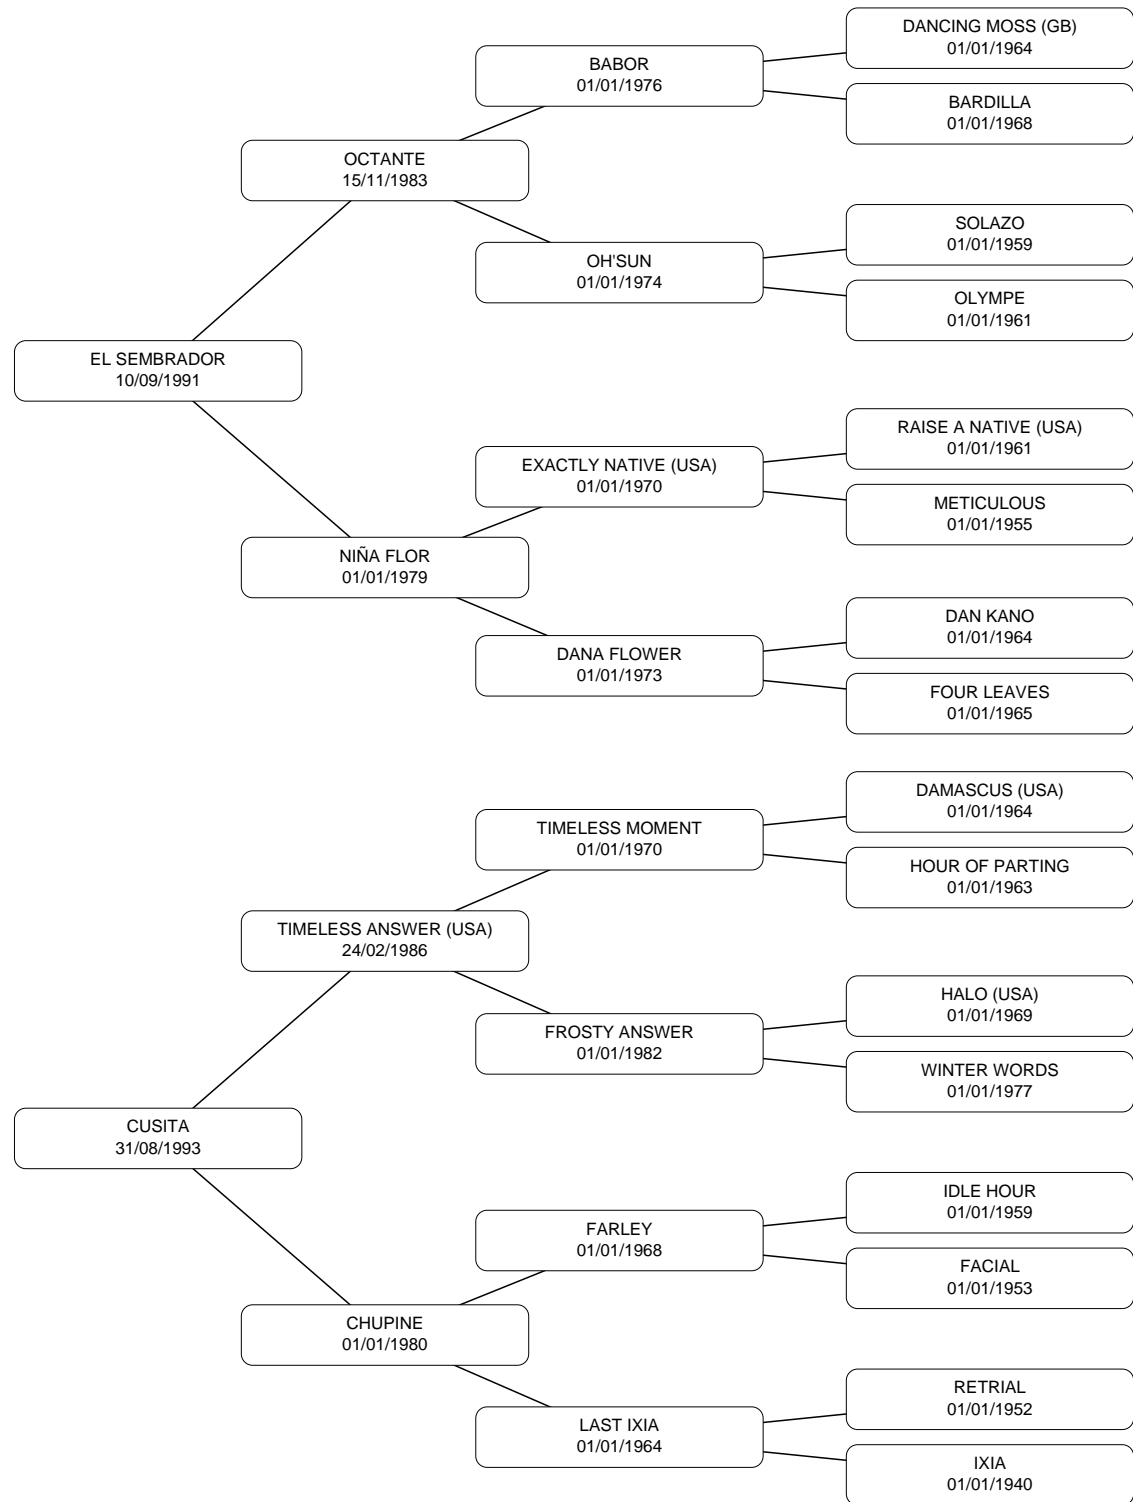 DANCING MOSS (GB)
01/01/1964
BABOR
01/01/1976
BARDILLA
01/01/1968
OCTANTE
15/11/1983
SOLAZO
01/01/1959
OH'SUN
01/01/1974
OLYMPE
01/01/1961
EL SEMBRADOR
10/09/1991
RAISE A NATIVE (USA)
01/01/1961
EXACTLY NATIVE (USA)
01/01/1970
METICULOUS
01/01/1955
NIÑA FLOR
01/01/1979
DAN KANO
01/01/1964
DANA FLOWER
01/01/1973
FOUR LEAVES
01/01/1965
DAMASCUS (USA)
01/01/1964
TIMELESS MOMENT
01/01/1970
HOUR OF PARTING
01/01/1963
TIMELESS ANSWER (USA)
24/02/1986
HALO (USA)
01/01/1969
FROSTY ANSWER
01/01/1982
WINTER WORDS
01/01/1977
CUSITA
31/08/1993
IDLE HOUR
01/01/1959
FARLEY
01/01/1968
FACIAL
01/01/1953
CHUPINE
01/01/1980
RETRIAL
01/01/1952
LAST IXIA
01/01/1964
IXIA
01/01/1940